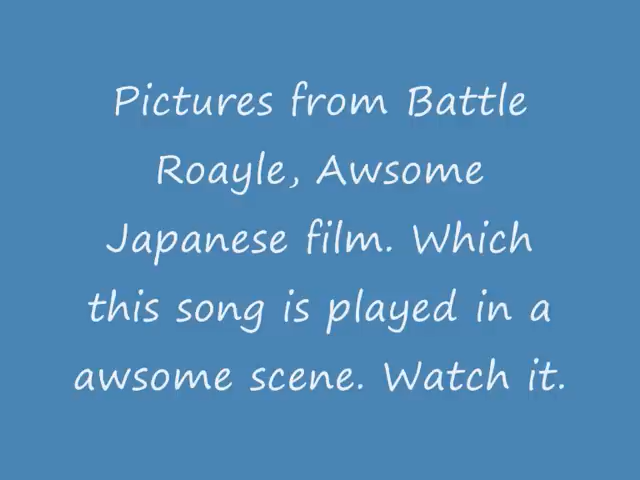 Pictures from Battle
Roayle, Awsome
Japanese film. Which
this song is played in a
awsome scene. Watch it.